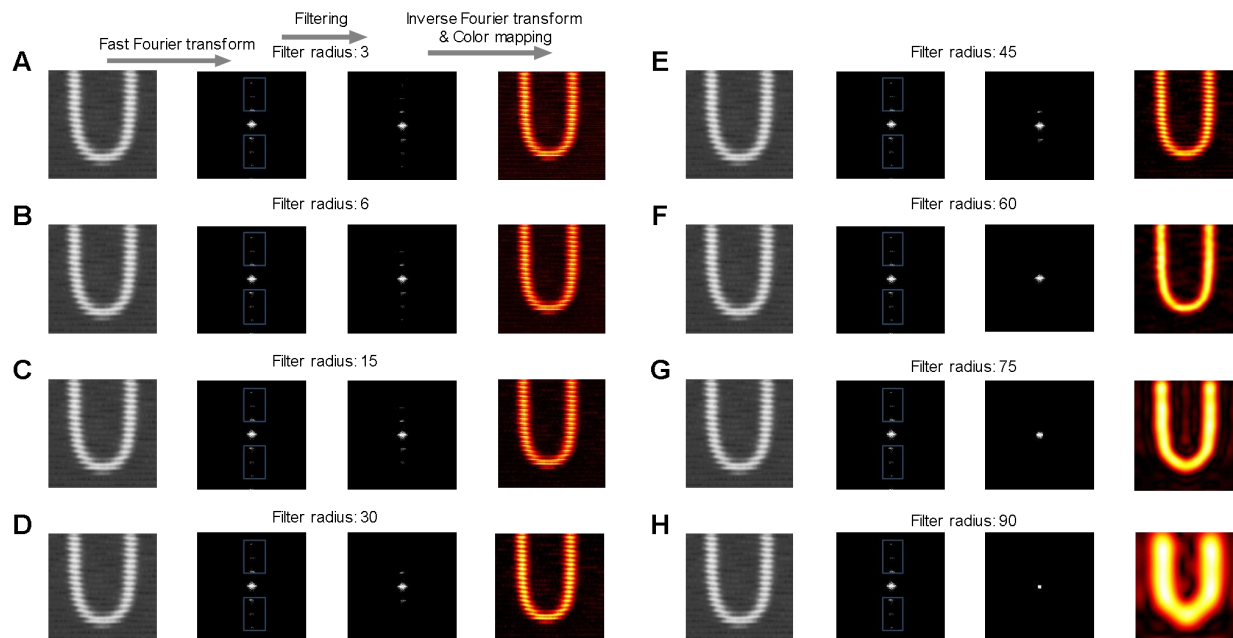 Fast Fourier transform
Filtering
Inverse Fourier transform
& Color mapping
A
Filter radius: 3
B
Filter radius: 6
C
Filter radius: 15
D
Filter radius: 30
E
Filter radius: 45
F
Filter radius: 60
G
Filter radius: 75
H
Filter radius: 90